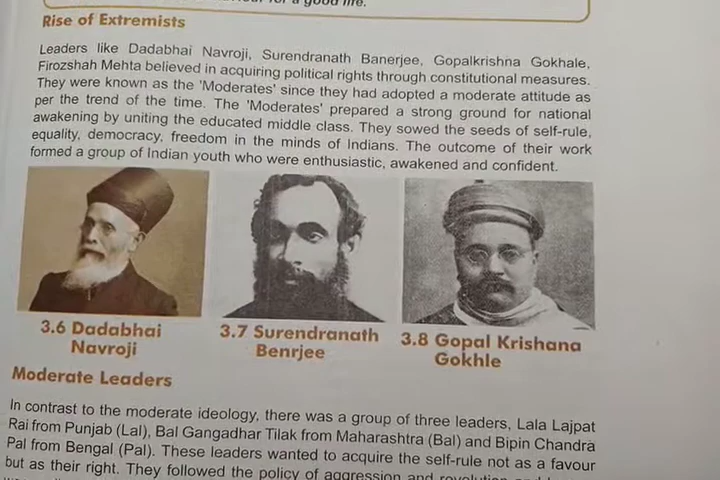 for a good life.
Rise of Extremists
Leaders like Dadabhai Navroji, Surendranath Banerjee, Gopalkrishna Gokhale,
Firozshah Mehta believed in acquiring political rights through constitutional measures.
They were known as the 'Moderates' since they had adopted a moderate attitude as
per the trend of the time. The 'Moderates' prepared a strong ground for national
awakening by uniting the educated middle class. They sowed the seeds of self-rule,
equality, democracy, freedom in the minds of Indians. The outcome of their work
formed a group of Indian youth who were enthusiastic, awakened and confident.
3.6 Dadabhai
Navroji
3.7 Surendranath
Benrjee
3.8 Gopal Krishana
Gokhle
Moderate Leaders
In contrast to the moderate ideology, there was a group of three leaders, Lala Lajpat
Rai from Punjab (Lal), Bal Gangadhar Tilak from Maharashtra (Bal) and Bipin Chandra
Pal from Bengal (Pal). These leaders wanted to acquire the self-rule not as a favour
but as their right. They followed the policy of aggression and revolution and